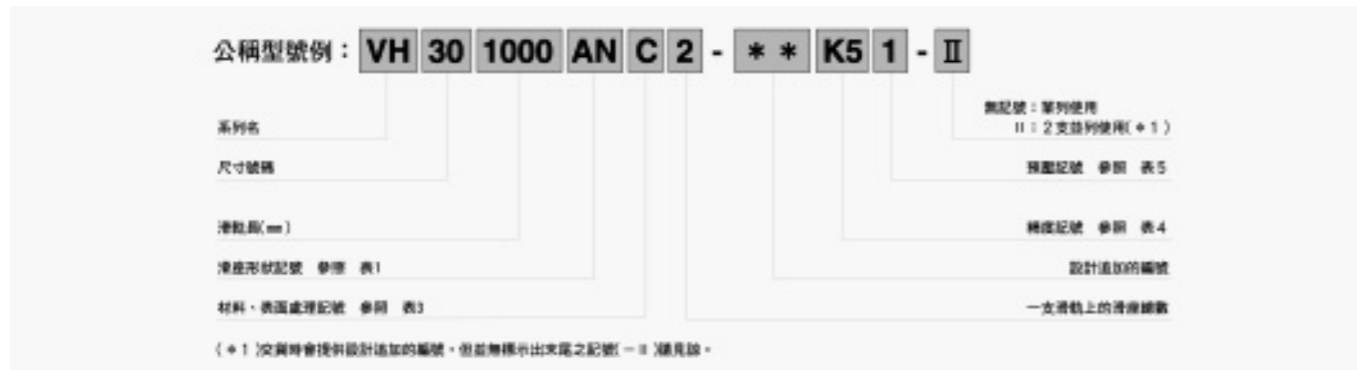 公稱型號例：VH 30 1000 AN C 2 - ＊＊ K5 1 - Ⅱ
無記號：單列使用
Ⅱ：2支並列使用(＊1)
系列名
尺寸號碼
預壓記號 參照 表5
滑軌長(mm)
精度記號 參照 表4
滑座形狀記號 參照 表1
設計追加的編號
材料、表面處理記號 參照 表3
一支滑軌上的滑座總數
(＊1)交貨時會提供設計追加的編號，但並無標示出末尾之記號(－Ⅱ)